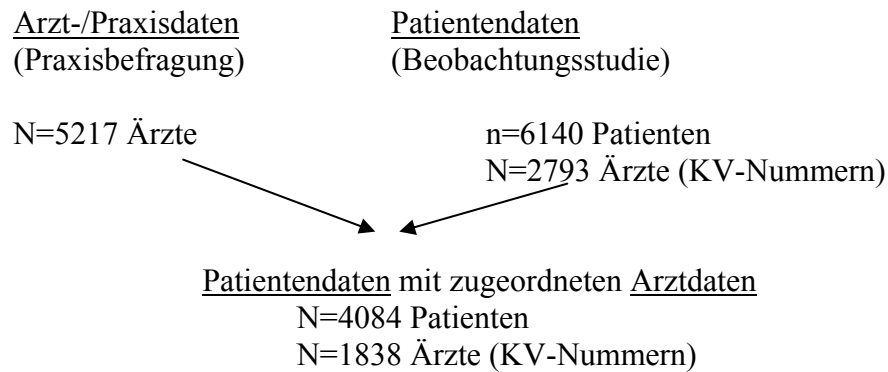 Arzt-/Praxisdaten
(Praxisbefragung)
N=5217 Ärzte
Patientendaten
(Beobachtungsstudie)
n=6140 Patienten
N=2793 Ärzte (KV-Nummern)
Patientendaten mit zugeordneten Arztdaten
N=4084 Patienten
N=1838 Ärzte (KV-Nummern)